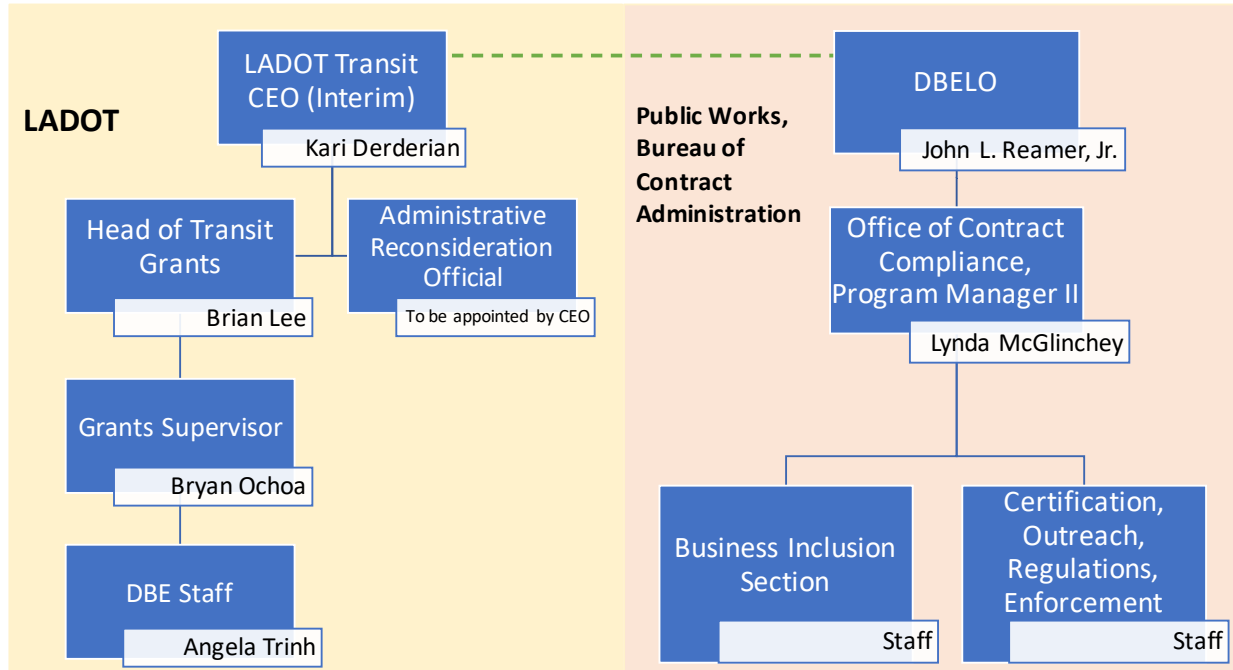 LADOT
LADOT Transit
CEO (Interim)
Kari Derderian
Head of Transit
Grants
Brian Lee
Administrative
Reconsideration
Official
To be appointed by CEO
Grants Supervisor
Bryan Ochoa
DBE Staff
Angela Trinh
Public Works,
Bureau of
Contract
Administration
DBELO
John L. Reamer, Jr.
Office of Contract
Compliance,
Program Manager II
Lynda McGlinchey
Business Inclusion
Section
Staff
Certification,
Outreach,
Regulations,
Enforcement
Staff